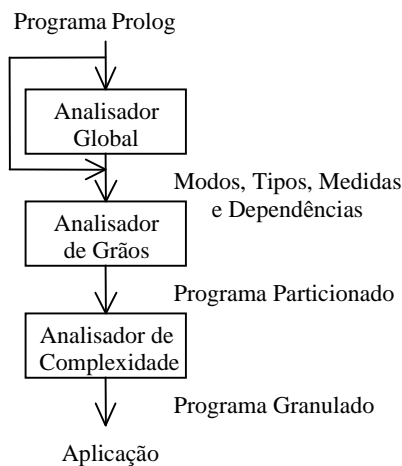 Programa Prolog
Analisador
Global
Modos, Tipos, Medidas
e Dependências
Analisador
de Grãos
Programa Particionado
Analisador de
Complexidade
Programa Granulado
Aplicação